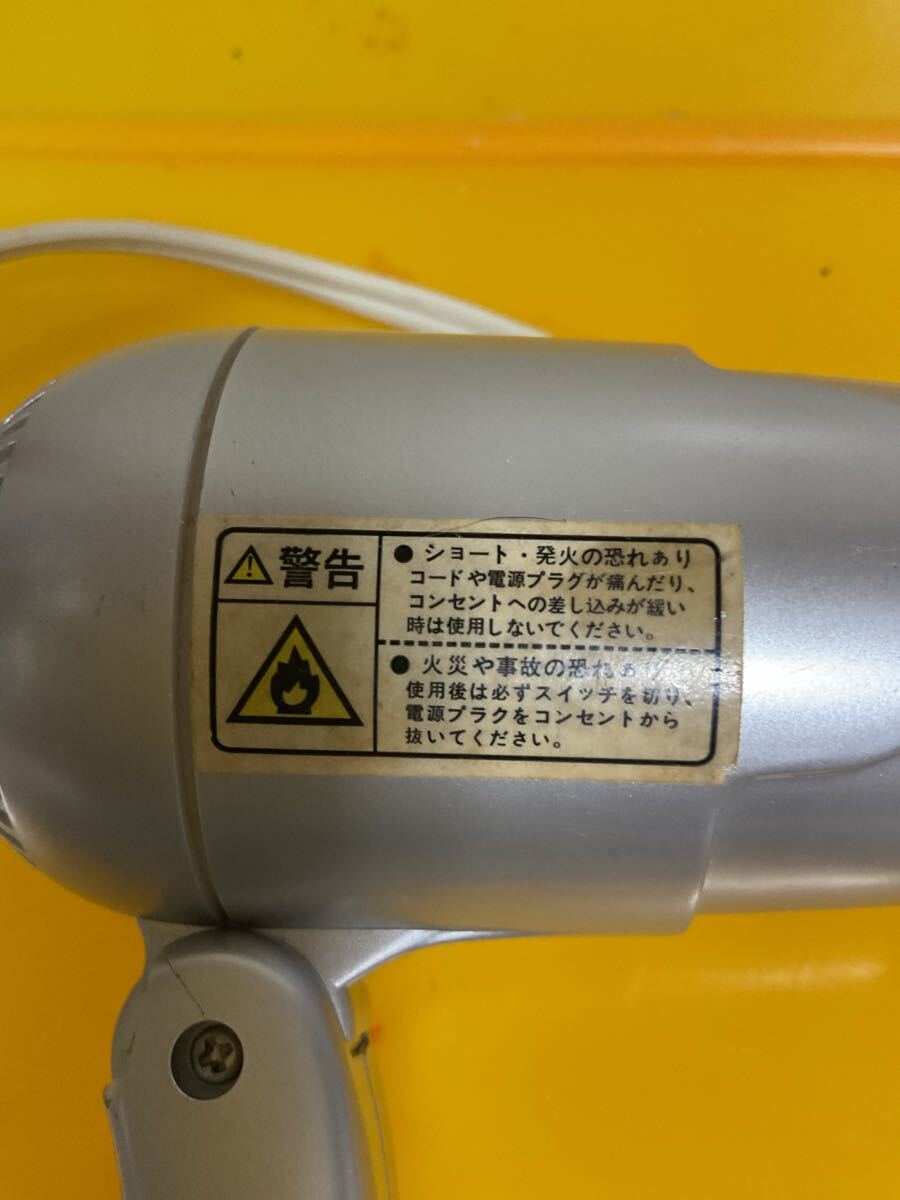 警告
● ショート・発火の恐れあり
コードや電源プラグが痛んだり、
コンセントへの差し込みが緩い
時は使用しないでください。
● 火災や事故の恐れあり
使用後は必ずスイッチを切り、
電源プラクをコンセントから
抜いてください。